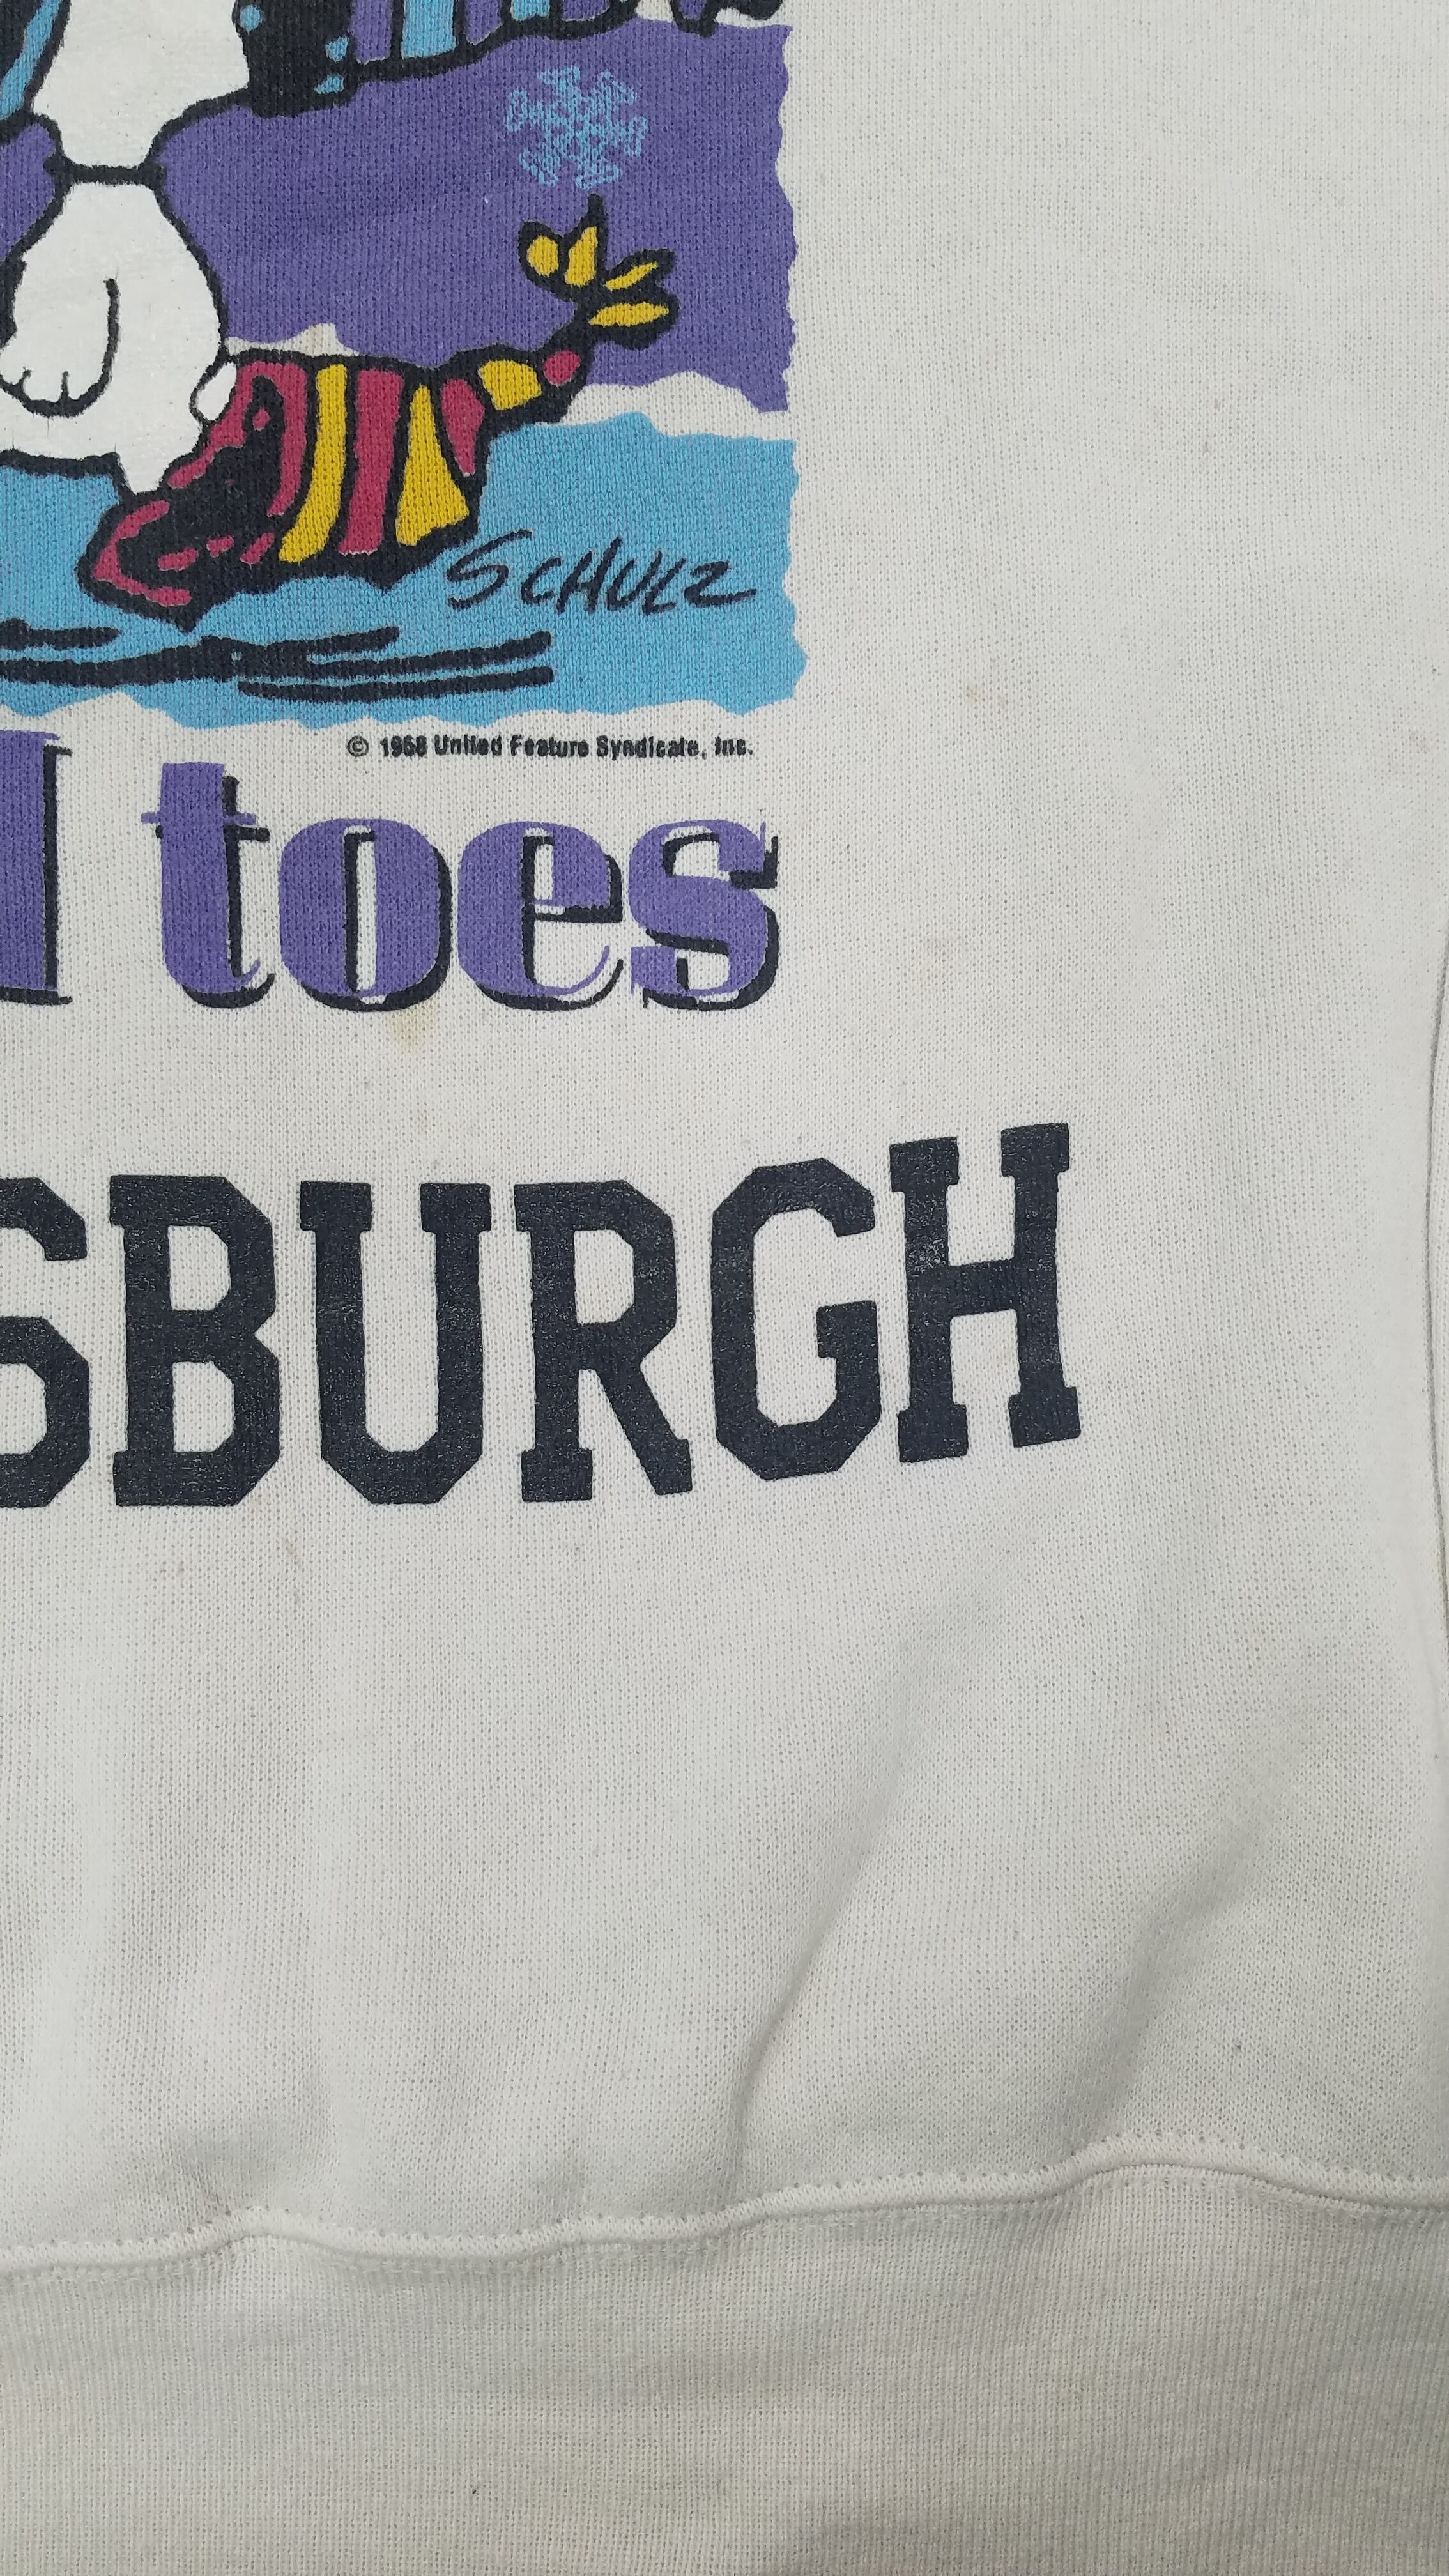 SCHULZ
© 1958 United Feature Syndicate, Inc.
l toes
SBURGH